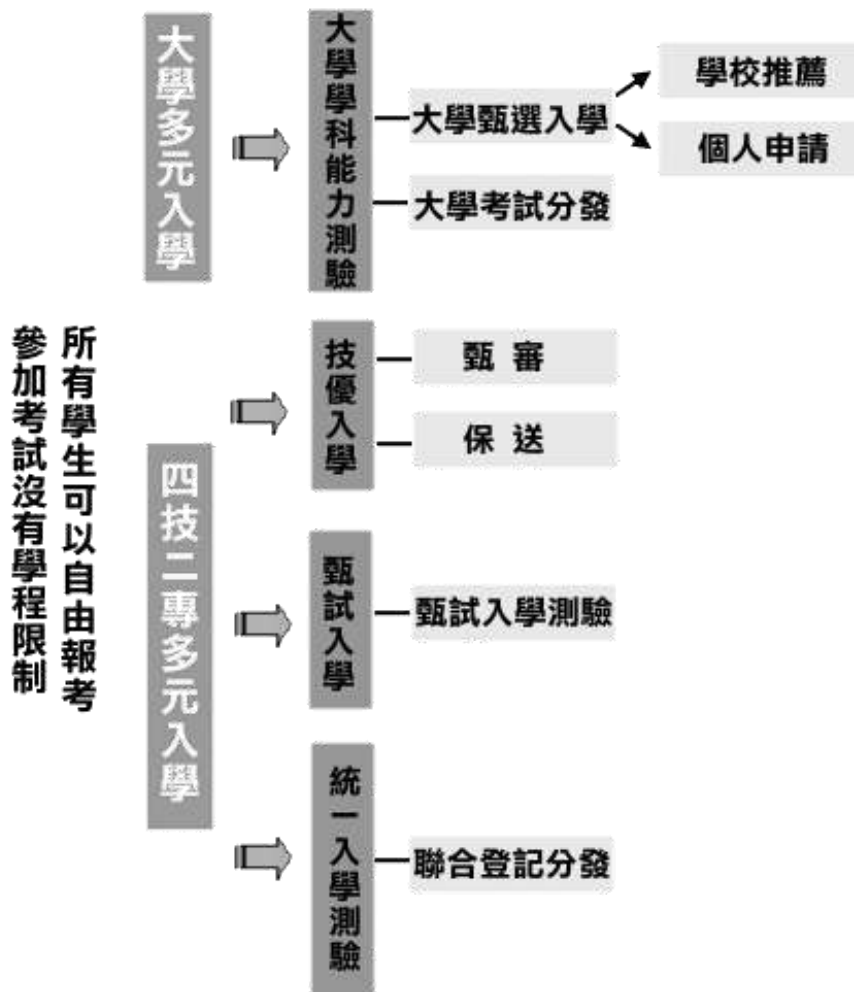 所有學生可以自由報考
參加考試沒有學程限制
大學多元入學
大學學科能力測驗
大學甄選入學
學校推薦
個人申請
大學考試分發
四技二專多元入學
技優入學
甄 審
保 送
甄試入學
甄試入學測驗
統一入學測驗
聯合登記分發